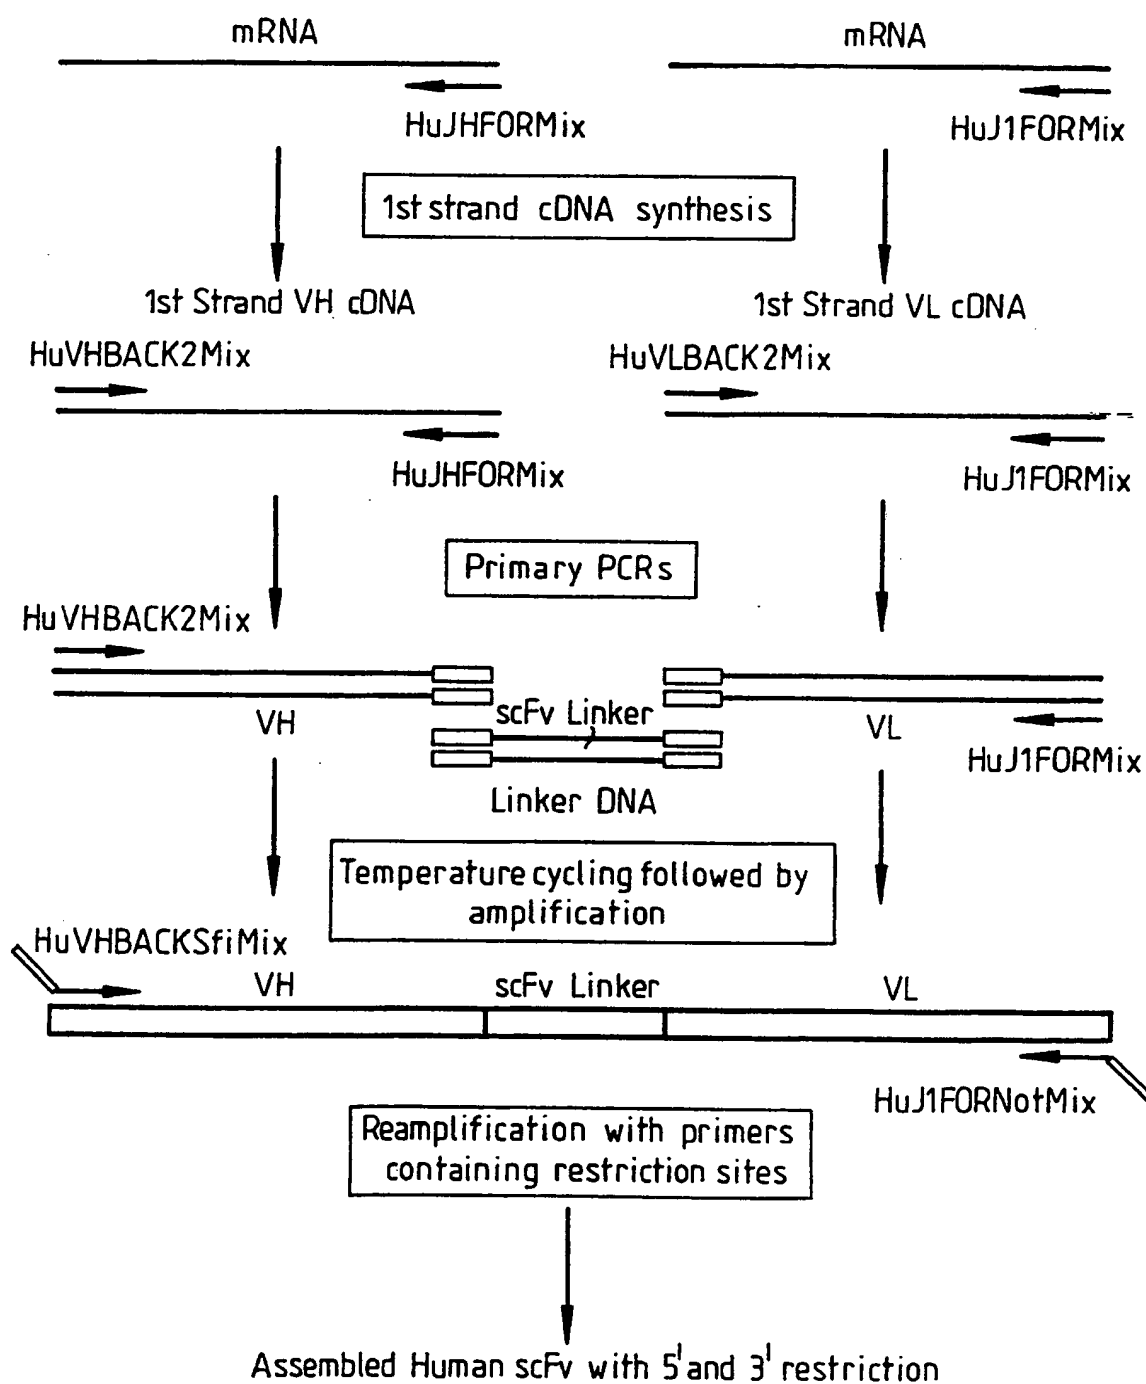 mRNA
mRNA
HuJHFORMix
HuJ1FORMix
1st strand cDNA synthesis
1st Strand VH cDNA
1st Strand VL cDNA
HuVHBACK2Mix
HuVLBACK2Mix
HuJHFORMix
HuJ1FORMix
Primary PCRs
HuVHBACK2Mix
VH
scFv Linker
VL
HuJ1FORMix
Linker DNA
Temperature cycling followed by
amplification
HuVHBACKSfiMix
VH
scFv Linker
VL
HuJ1FORNotMix
Reamplification with primers
containing restriction sites
Assembled Human scFv with 5' and 3' restriction